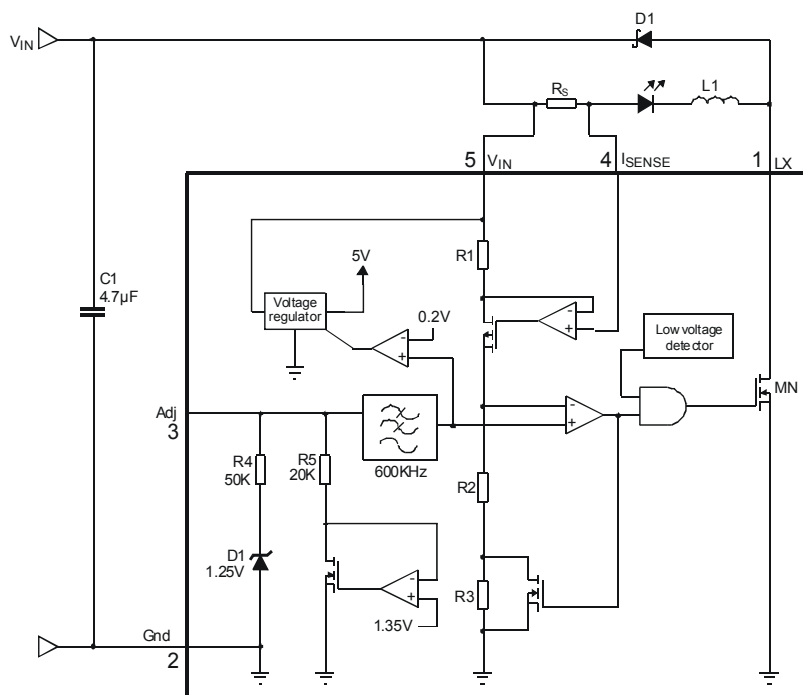 D1
VIN
RS
L1
5 VIN
4 ISENSE
1 LX
R1
5V
C1
4.7µF
Voltage
regulator
0.2V
Low voltage
detector
MN
Adj
3
R4
50K
R5
20K
600KHz
R2
D1
1.25V
R3
1.35V
Gnd
2